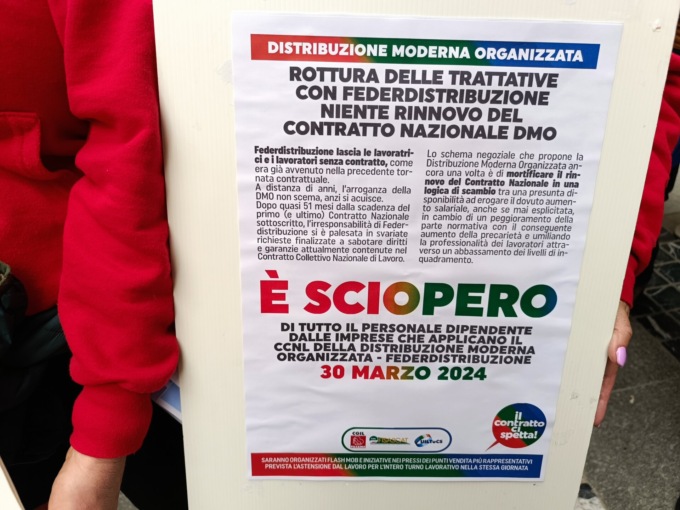 DISTRIBUZIONE MODERNA ORGANIZZATA
ROTTURA DELLE TRATTATIVE
CON FEDERDISTRIBUZIONE
NIENTE RINNOVO DEL
CONTRATTO NAZIONALE DMO
Federdistribuzione lascia le lavoratri-
ci e i lavoratori senza contratto, come
era già avvenuto nella precedente tor-
nata contrattuale.
A distanza di anni, l'arroganza della
DMO non scema, anzi si acuisce.
Dopo quasi 51 mesi dalla scadenza del
primo (e ultimo) Contratto Nazionale
sottoscritto, l'irresponsabilità di Feder-
distribuzione si è palesata in svariate
richieste finalizzate a sabotare diritti
e garanzie attualmente contenute nel
Contratto Collettivo Nazionale di Lavoro.
Lo schema negoziale che propone la
Distribuzione Moderna Organizzata an-
cora una volta è di mortificare il rin-
novo del Contratto Nazionale in una
logica di scambio tra una presunta di-
sponibilità ad erogare il dovuto aumen-
to salariale, anche se mai esplicitata,
in cambio di un peggioramento della
parte normativa con il conseguente
aumento della precarietà e umiliando
la professionalità dei lavoratori attra-
verso un abbassamento dei livelli di in-
quadramento.
È SCIOPERO
DI TUTTO IL PERSONALE DIPENDENTE
DALLE IMPRESE CHE APPLICANO IL
CCNL DELLA DISTRIBUZIONE MODERNA
ORGANIZZATA - FEDERDISTRIBUZIONE
30 MARZO 2024
il
contratto
ci
spetta!
CGIL
FISASCAT
UILTuCS
SARANNO ORGANIZZATI FLASH MOB E INIZIATIVE NEI PRESSI DEI PUNTI VENDITA PIÙ RAPPRESENTATIVI
PREVISTA L'ASTENSIONE DAL LAVORO PER L'INTERO TURNO LAVORATIVO NELLA STESSA GIORNATA